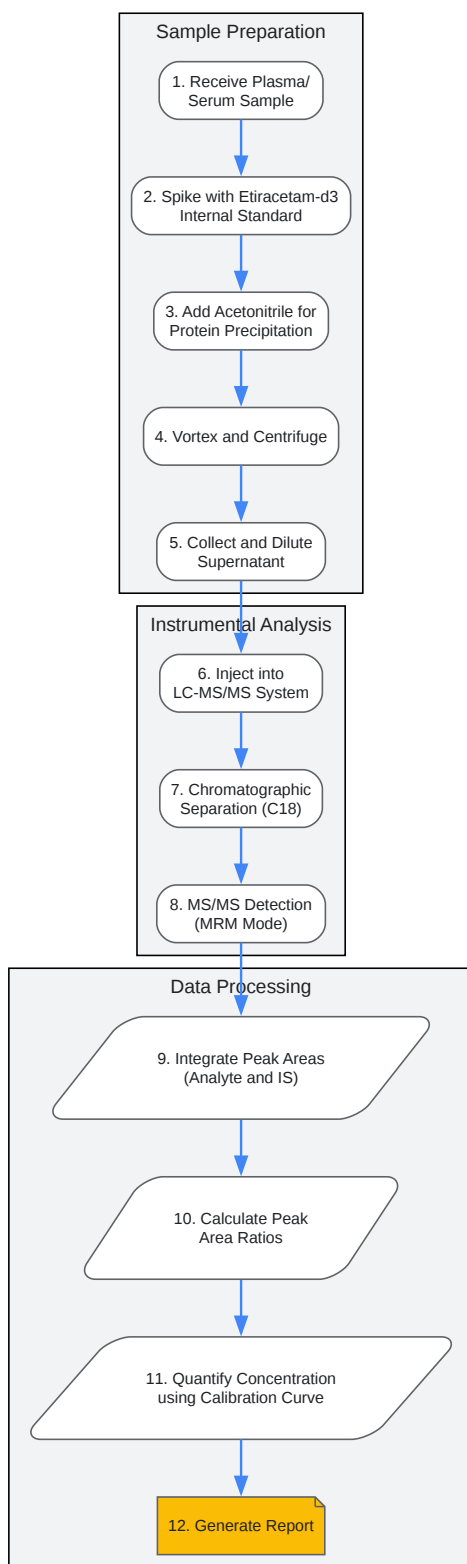 Sample Preparation
1. Receive Plasma/
Serum Sample
2. Spike with Etiracetam-d3
Internal Standard
3. Add Acetonitrile for
Protein Precipitation
4. Vortex and Centrifuge
5. Collect and Dilute
Supernatant
Instrumental Analysis
6. Inject into
LC-MS/MS System
7. Chromatographic
Separation (C18)
8. MS/MS Detection
(MRM Mode)
Data Processing
9. Integrate Peak Areas
(Analyte and IS)
10. Calculate Peak
Area Ratios
11. Quantify Concentration
using Calibration Curve
12. Generate Report